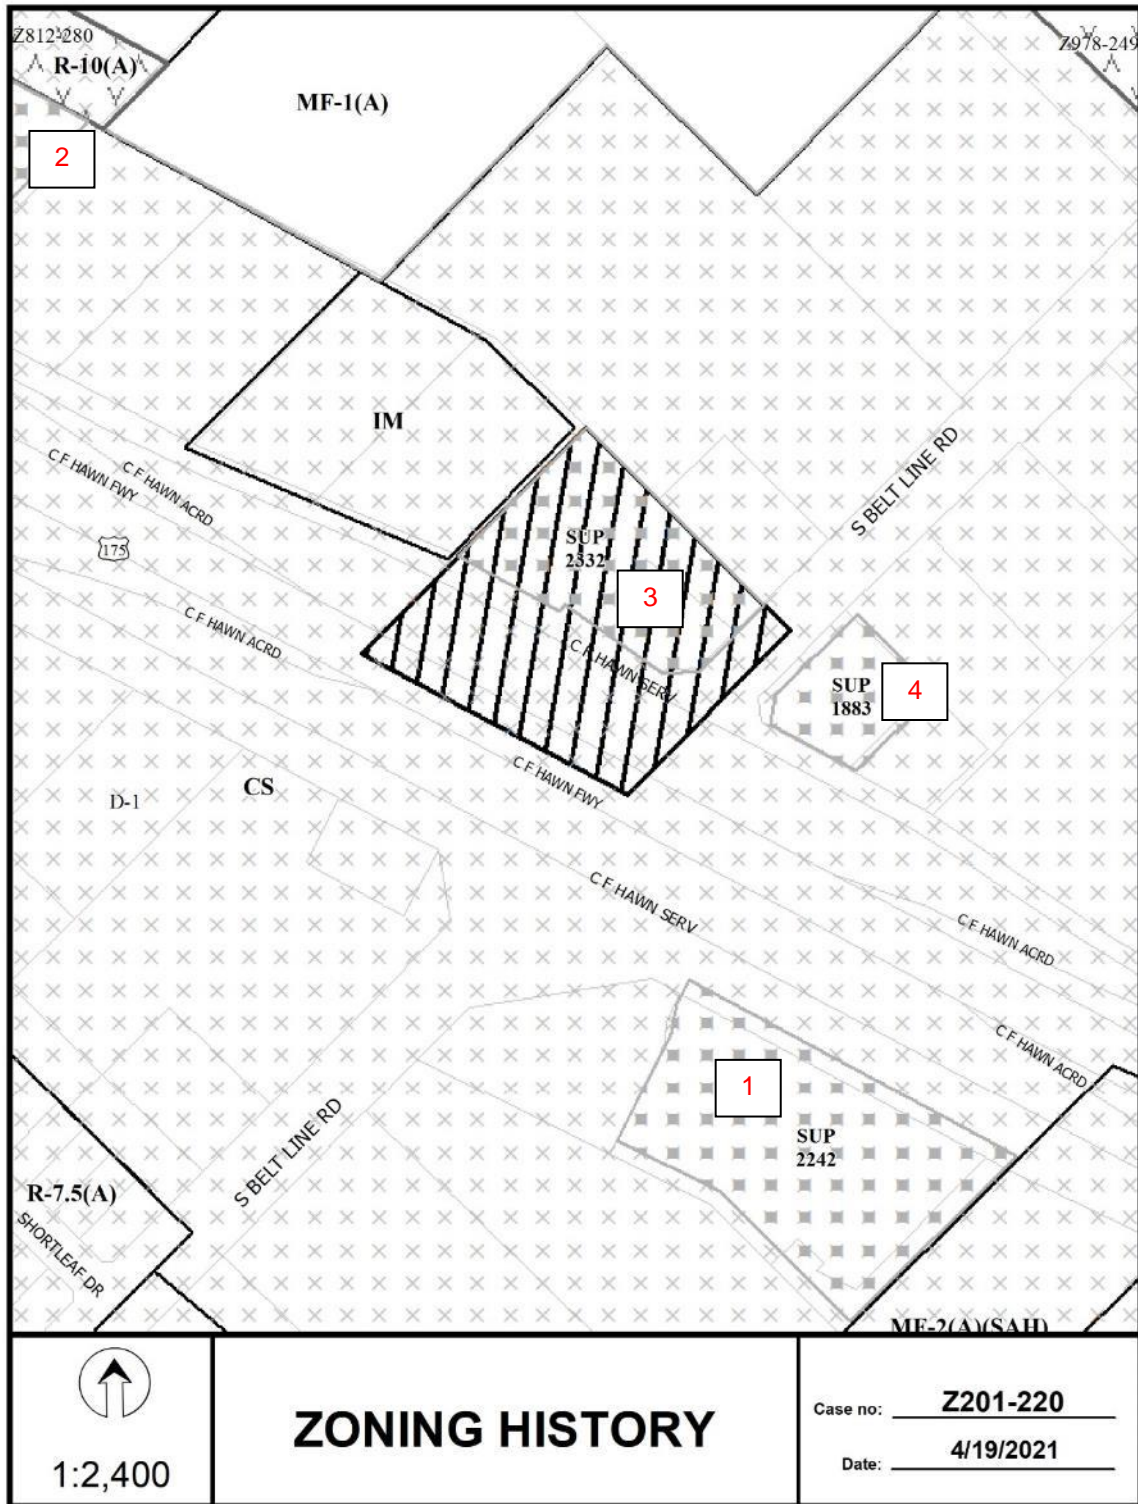 Z812-280
R-10(A)
Z978-249
MF-1(A)
2
IM
S BELT LINE RD
C F HAWN FWY
C F HAWN ACRD
175
SUP
2332
3
C F HAWN ACRD
C F HAWN SERV
SUP
1883
4
C F HAWN FWY
CS
D-1
C F HAWN SERV
C F HAWN ACRD
C F HAWN ACRD
1
SUP
2242
S BELT LINE RD
R-7.5(A)
SHORTLEAF DR
MF-2(A)(SAH)
1:2,400
ZONING HISTORY
Case no: Z201-220
Date: 4/19/2021